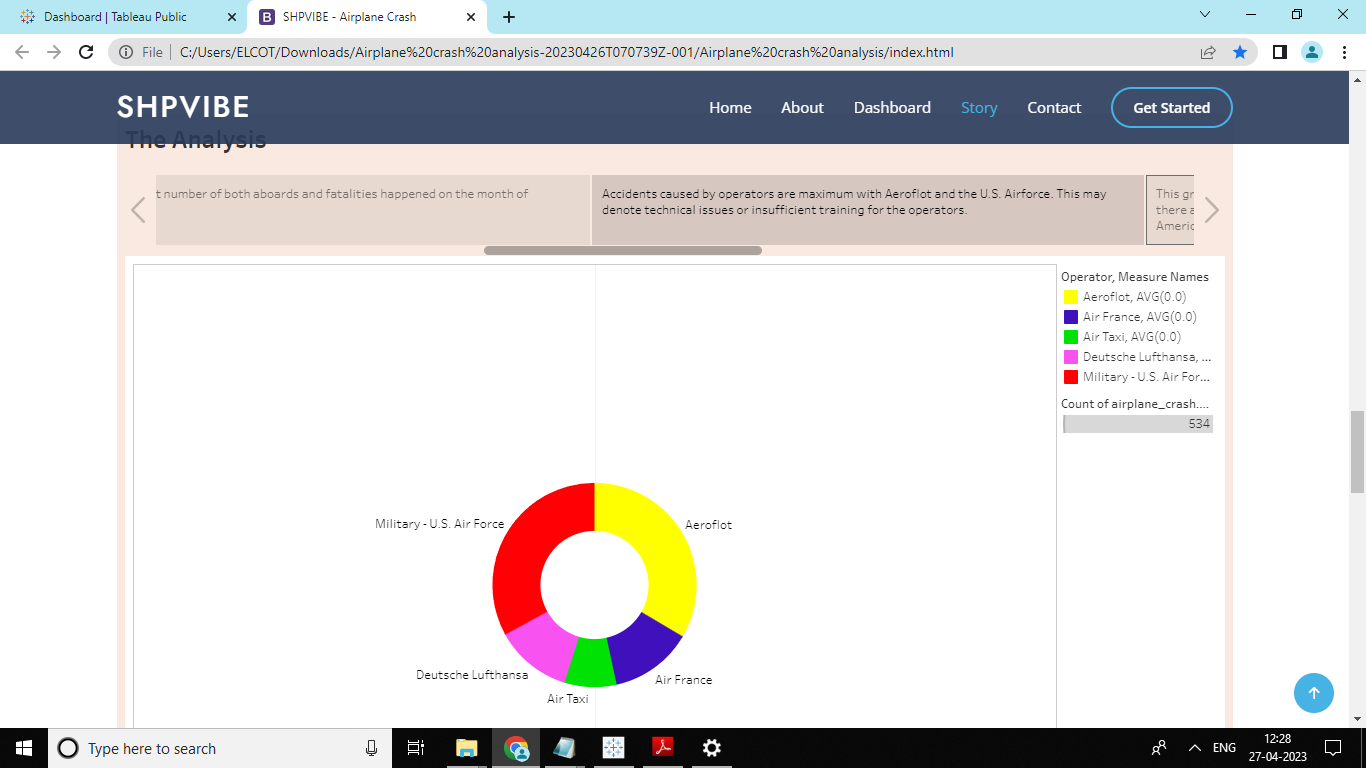 Dashboard | Tableau Public
SHPVIBE - Airplane Crash
File | C:/Users/ELCOT/Downloads/Airplane%20crash%20analysis-20230426T070739Z-001/Airplane%20crash%20analysis/index.html
SHPVIBE
Home About Dashboard Story Contact Get Started
The Analysis
t number of both aboards and fatalities happened on the month of
Accidents caused by operators are maximum with Aeroflot and the U.S. Airforce. This may
denote technical issues or insufficient training for the operators.
This gr
there a
Americ
Operator, Measure Names
Aeroflot, AVG(0.0)
Air France, AVG(0.0)
Air Taxi, AVG(0.0)
Deutsche Lufthansa, ...
Military - U.S. Air For...
Count of airplane_crash....
534
Military - U.S. Air Force
Aeroflot
Deutsche Lufthansa
Air France
Air Taxi
Type here to search
ENG
12:28
27-04-2023